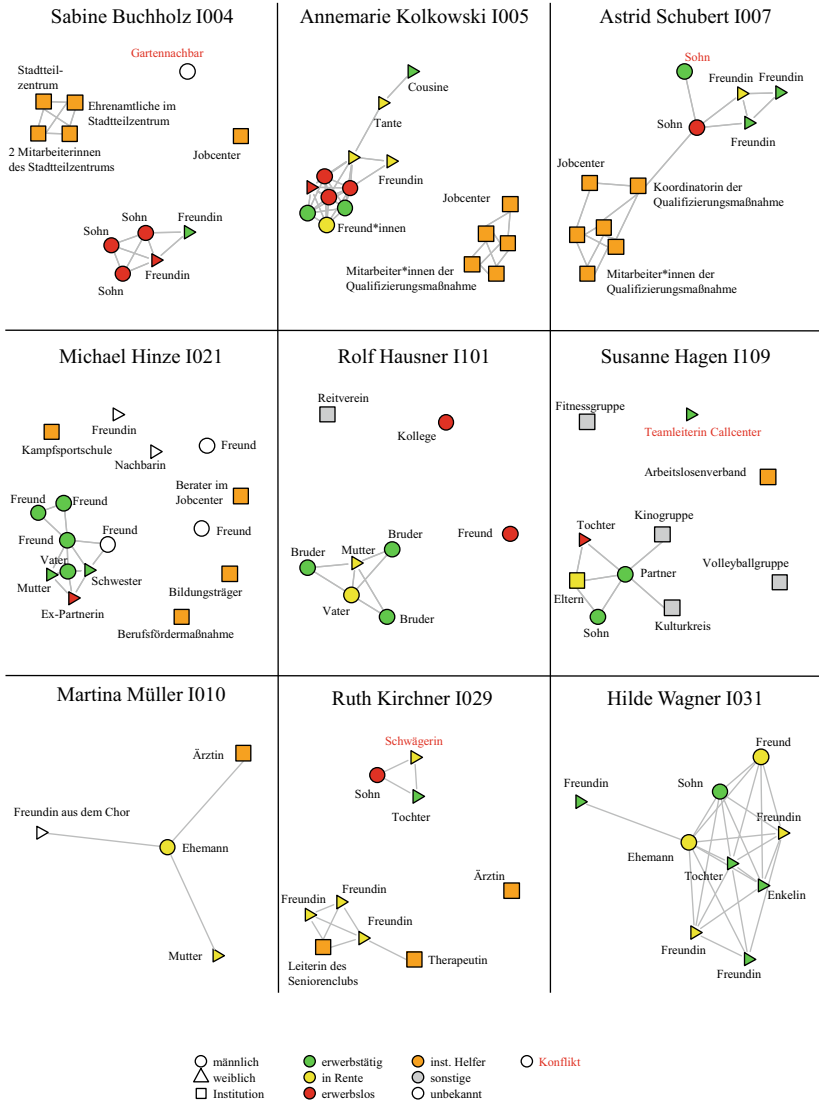 Sabine Buchholz I004
Gartennachbar
Stadtteil-
zentrum
Ehrenamtliche im
Stadtteilzentrum
2 Mitarbeiterinnen
des Stadtteilzentrums
Jobcenter
Sohn
Freundin
Sohn
Freundin
Sohn
Annemarie Kolkowski I005
Cousine
Tante
Freundin
Freund*innen
Jobcenter
Mitarbeiter*innen der
Qualifizierungsmaßnahme
Astrid Schubert I007
Sohn
Freundin
Freundin
Sohn
Freundin
Jobcenter
Koordinatorin der
Qualifizierungsmaßnahme
Mitarbeiter*innen der
Qualifizierungsmaßnahme
Michael Hinze I021
Freundin
Kampfsportschule
Nachbarin
Freund
Berater im
Jobcenter
Freund
Freund
Freund
Freund
Freund
Vater
Mutter
Schwester
Ex-Partnerin
Bildungsträger
Berufsfördermaßnahme
Rolf Hausner I101
Reitverein
Kollege
Freund
Bruder
Bruder
Mutter
Vater
Bruder
Susanne Hagen I109
Fitnessgruppe
Teamleiterin Callcenter
Arbeitslosenverband
Kinogruppe
Tochter
Volleyballgruppe
Partner
Eltern
Sohn
Kulturkreis
Martina Müller I010
Ärztin
Freundin aus dem Chor
Ehemann
Mutter
Ruth Kirchner I029
Schwägerin
Sohn
Tochter
Ärztin
Freundin
Freundin
Freundin
Leiterin des
Seniorenclubs
Therapeutin
Hilde Wagner I031
Freund
Freundin
Sohn
Freundin
Ehemann
Tochter
Enkelin
Freundin
Freundin
männlich
erwerbstätig
inst. Helfer
Konflikt
weiblich
in Rente
sonstige
Institution
erwerbslos
unbekannt